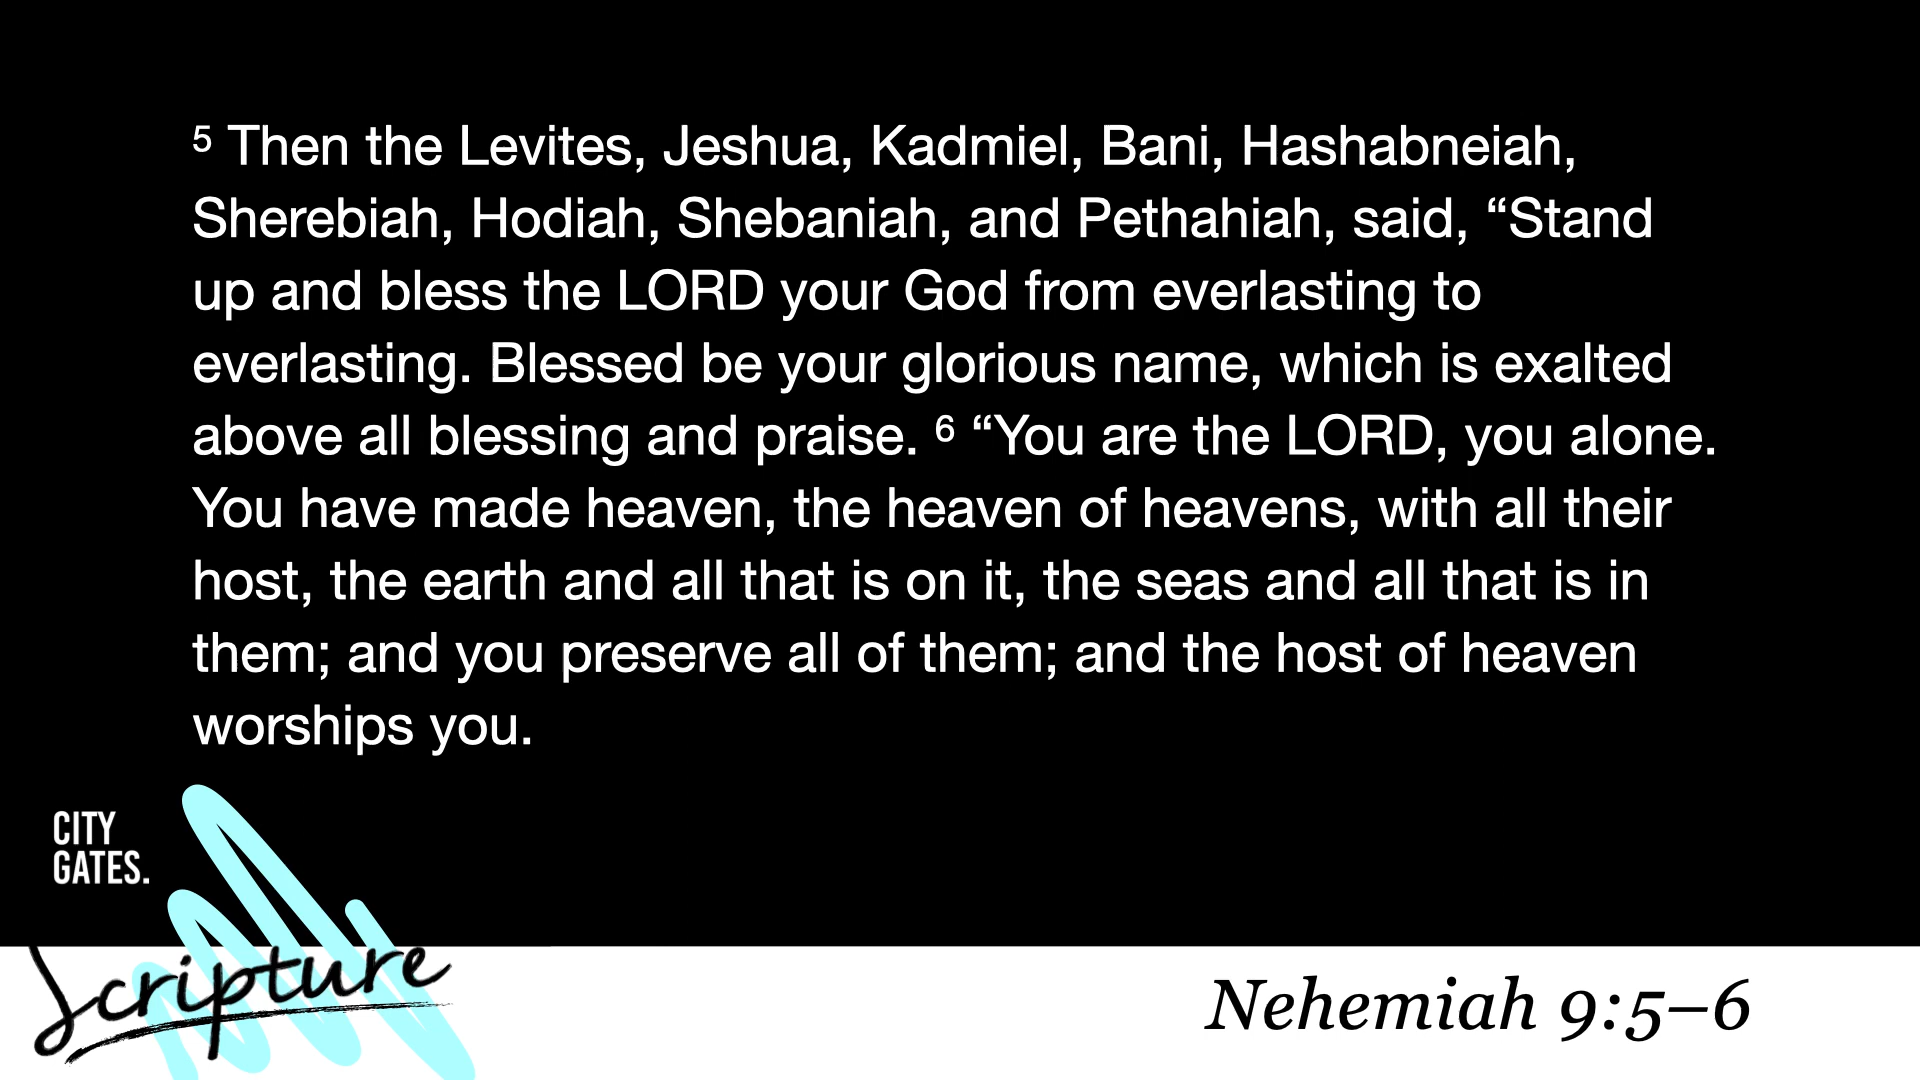 ⁵ Then the Levites, Jeshua, Kadmiel, Bani, Hashabneiah,
Sherebiah, Hodiah, Shebaniah, and Pethahiah, said, “Stand
up and bless the LORD your God from everlasting to
everlasting. Blessed be your glorious name, which is exalted
above all blessing and praise. ⁶ “You are the LORD, you alone.
You have made heaven, the heaven of heavens, with all their
host, the earth and all that is on it, the seas and all that is in
them; and you preserve all of them; and the host of heaven
worships you.
CITY
GATES.
Scripture
Nehemiah 9:5–6